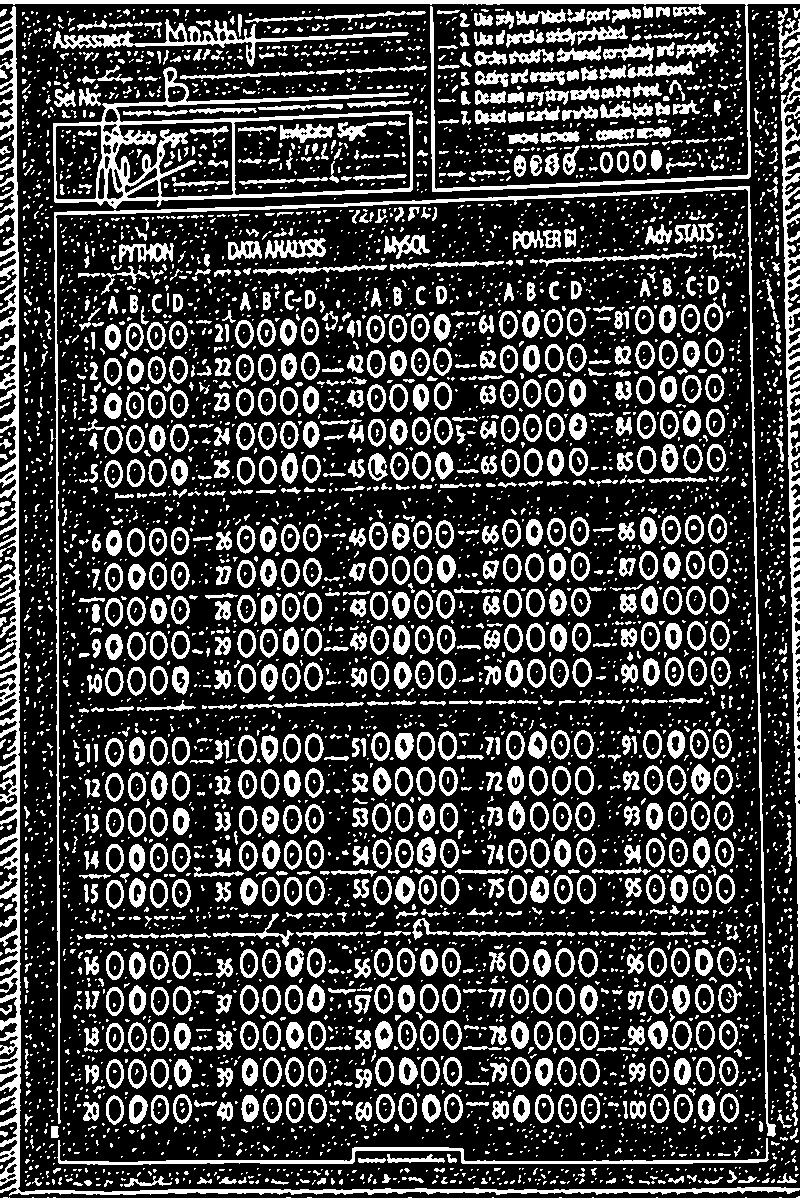 Assessment Monthly
Set No: B
2. Use only blue/black ball point pen to fill the circles.
3. Use of pencil is strictly prohibited.
4. Circles should be darkened completely and properly.
5. Cutting and erasing on this sheet is not allowed.
6. Do not use any stray marks on the sheet.
7. Do not use marker or white fluid to hide the mark.
WRONG METHODS CORRECT METHOD
Invigilator Sign:
PYTHON DATA ANALYSIS MySQL POWER BI Adv STATS
A B C D A B C D A B C D A B C D A B C D
1 21 41 61 81
2 22 42 62 82
3 23 43 63 83
4 24 44 64 84
5 25 45 65 85
6 26 46 66 86
7 27 47 67 87
8 28 48 68 88
9 29 49 69 89
10 30 50 70 90
11 31 51 71 91
12 32 52 72 92
13 33 53 73 93
14 34 54 74 94
15 35 55 75 95
16 36 56 76 96
17 37 57 77 97
18 38 58 78 98
19 39 59 79 99
20 40 60 80 100